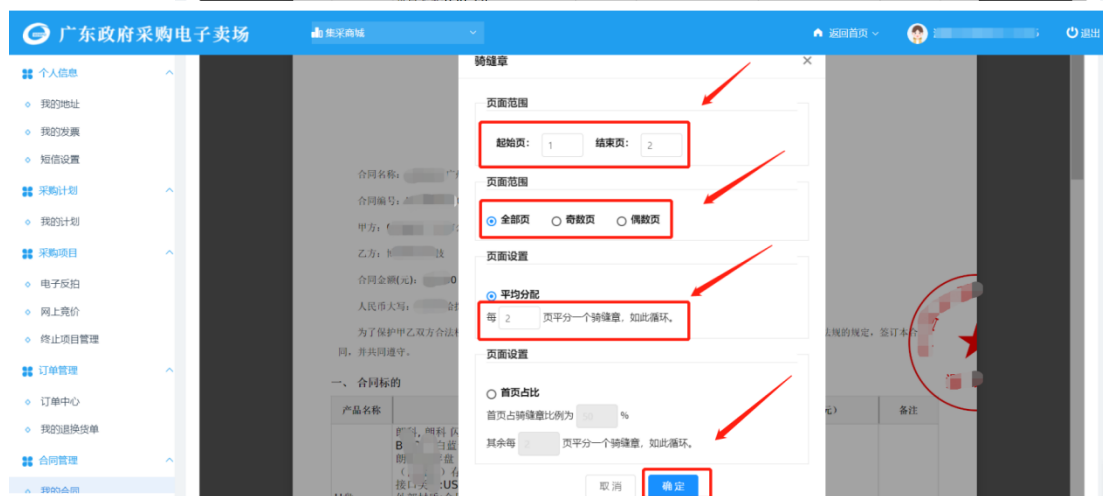 广东政府采购电子卖场
集采商城
返回首页
退出
个人信息
我的地址
我的发票
短信设置
采购计划
我的计划
采购项目
电子反拍
网上竞价
终止项目管理
订单管理
订单中心
我的退换货单
合同管理
我的合同
合同名称:
合同编号:
甲方:
乙方:
合同金额(元):
人民币大写:
为了保护甲乙双方合法
法规的规定，签订本合
同，并共同遵守。
一、 合同标的
产品名称
元）
备注
骑缝章
页面范围
起始页: 1 结束页: 2
页面范围
全部页 奇数页 偶数页
页面设置
平均分配
每 2 页平分一个骑缝章，如此循环。
页面设置
首页占比
首页占骑缝章比例为 50 %
其余每 页平分一个骑缝章，如此循环。
取消 确定